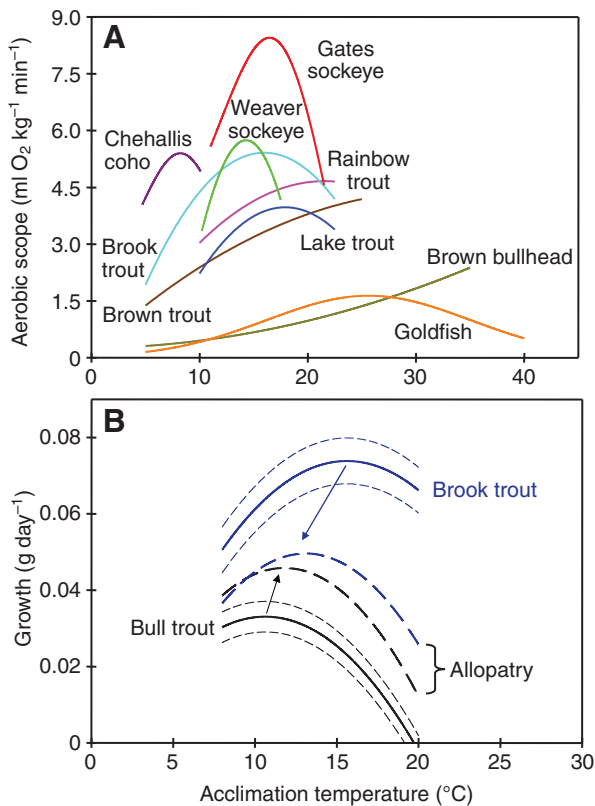 A
Aerobic scope (ml O₂ kg⁻¹ min⁻¹)
9.0
7.5
6.0
4.5
3.0
1.5
0
Gates
sockeye
Weaver
sockeye
Chehallis
coho
Rainbow
trout
Brook
trout
Lake trout
Brown trout
Brown bullhead
Goldfish
0
10
20
30
40
B
Growth (g day⁻¹)
0.08
0.06
0.04
0.02
0
Brook trout
Bull trout
Allopatry
0
5
10
15
20
25
30
Acclimation temperature (°C)